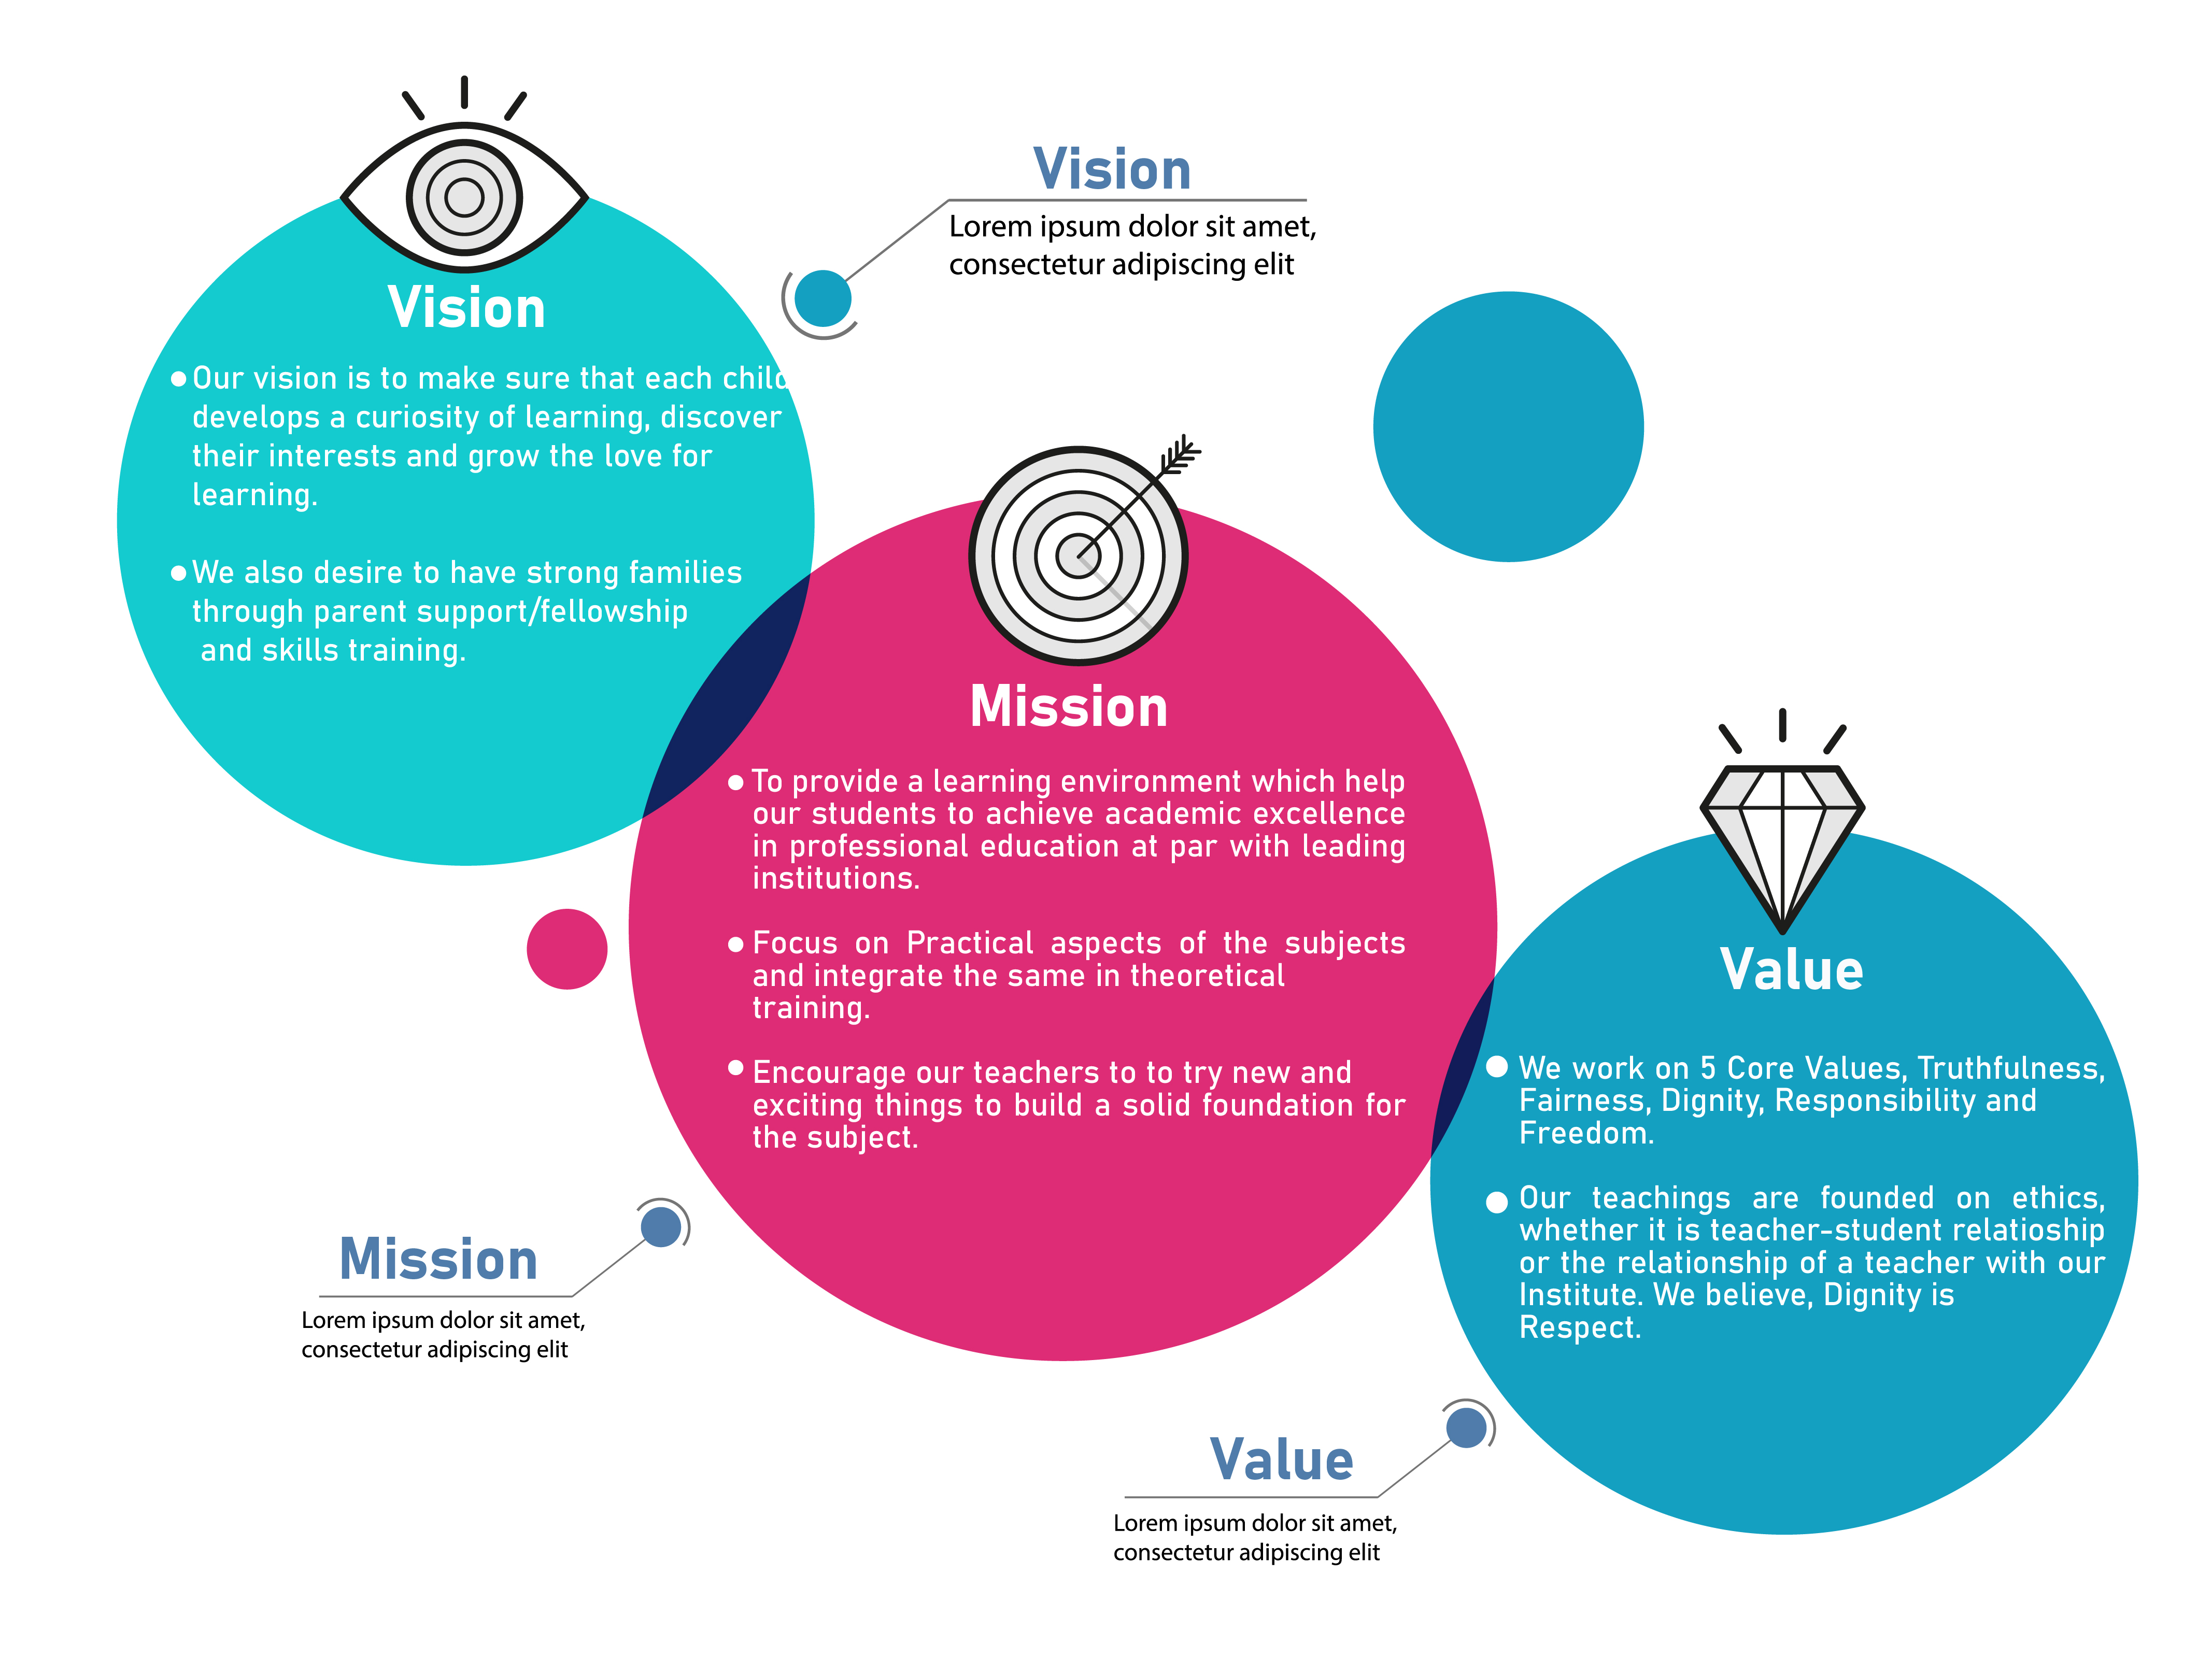 Vision
Our vision is to make sure that each child
develops a curiosity of learning, discover
their interests and grow the love for
learning.
We also desire to have strong families
through parent support/fellowship
and skills training.
Vision
Lorem ipsum dolor sit amet,
consectetur adipiscing elit
Mission
To provide a learning environment which help
our students to achieve academic excellence
in professional education at par with leading
institutions.
Focus on Practical aspects of the subjects
and integrate the same in theoretical
training.
Encourage our teachers to to try new and
exciting things to build a solid foundation for
the subject.
Value
We work on 5 Core Values, Truthfulness,
Fairness, Dignity, Responsibility and
Freedom.
Our teachings are founded on ethics,
whether it is teacher-student relatioship
or the relationship of a teacher with our
Institute. We believe, Dignity is
Respect.
Mission
Lorem ipsum dolor sit amet,
consectetur adipiscing elit
Value
Lorem ipsum dolor sit amet,
consectetur adipiscing elit